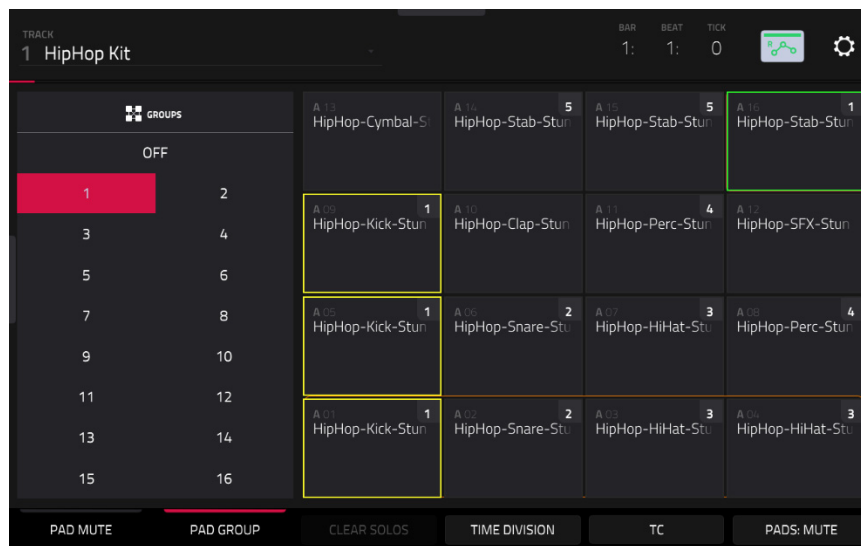 TRACK
1 HipHop Kit
BAR BEAT TICK
1: 1: 0
GROUPS
OFF
1 2
3 4
5 6
7 8
9 10
11 12
13 14
15 16
A 13
HipHop-Cymbal-St
A 14 5
HipHop-Stab-Stun
A 15 5
HipHop-Stab-Stun
A 16 1
HipHop-Stab-Stun
A 09 1
HipHop-Kick-Stun
A 10
HipHop-Clap-Stun
A 11 4
HipHop-Perc-Stun
A 12
HipHop-SFX-Stun
A 05 1
HipHop-Kick-Stun
A 06 2
HipHop-Snare-Stu
A 07 3
HipHop-HiHat-Stu
A 08 4
HipHop-Perc-Stun
A 01 1
HipHop-Kick-Stun
A 02 2
HipHop-Snare-Stu
A 03 3
HipHop-HiHat-Stu
A 04 3
HipHop-HiHat-Stu
PAD MUTE PAD GROUP CLEAR SOLOS TIME DIVISION TC PADS: MUTE